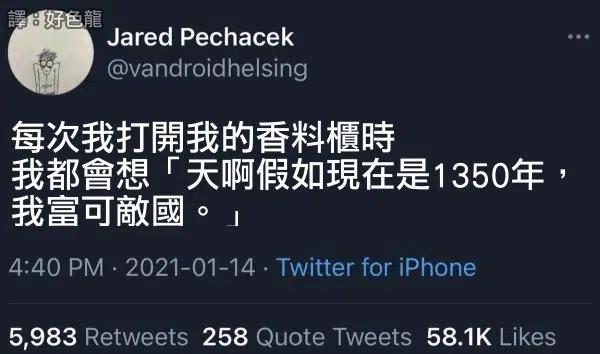 譯：好色龍
Jared Pechacek
@vandroidhelsing
每次我打開我的香料櫃時
我都會想「天啊假如現在是1350年，
我富可敵國。」
4:40 PM · 2021-01-14 · Twitter for iPhone
5,983 Retweets 258 Quote Tweets 58.1K Likes